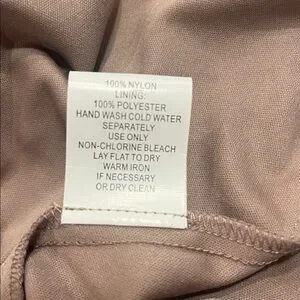 100% NYLON
LINING:
100% POLYESTER
HAND WASH COLD WATER
SEPARATELY
USE ONLY
NON-CHLORINE BLEACH
LAY FLAT TO DRY
WARM IRON
IF NECESSARY
OR DRY CLEAN